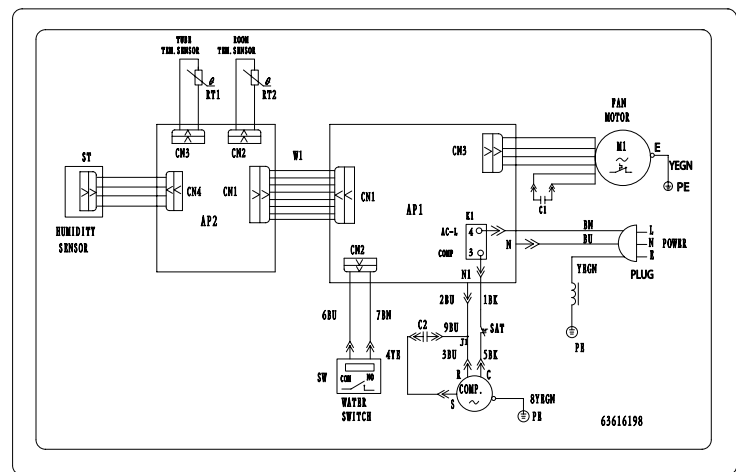 TUBE
TEM.SENSOR
ROOM
TEM.SENSOR
θ
RT1
θ
RT2
CN3
CN2
FAN
MOTOR
ST
W1
CN3
M1
E
YEGN
PE
CN4
CN1
CN1
AP2
AP1
C1
HUMIDITY
SENSOR
K1
AC-L
4
BN
L
N
BU
N
POWER
COMP
3
YEGN
E
PLUG
CN2
N1
6BU
7BN
2BU
1BK
C2
9BU
SAT
J1
PE
4YE
3BU
5BK
SW
COM
NO
R
C
COMP.
WATER
SWITCH
S
8YEGN
PE
63616198